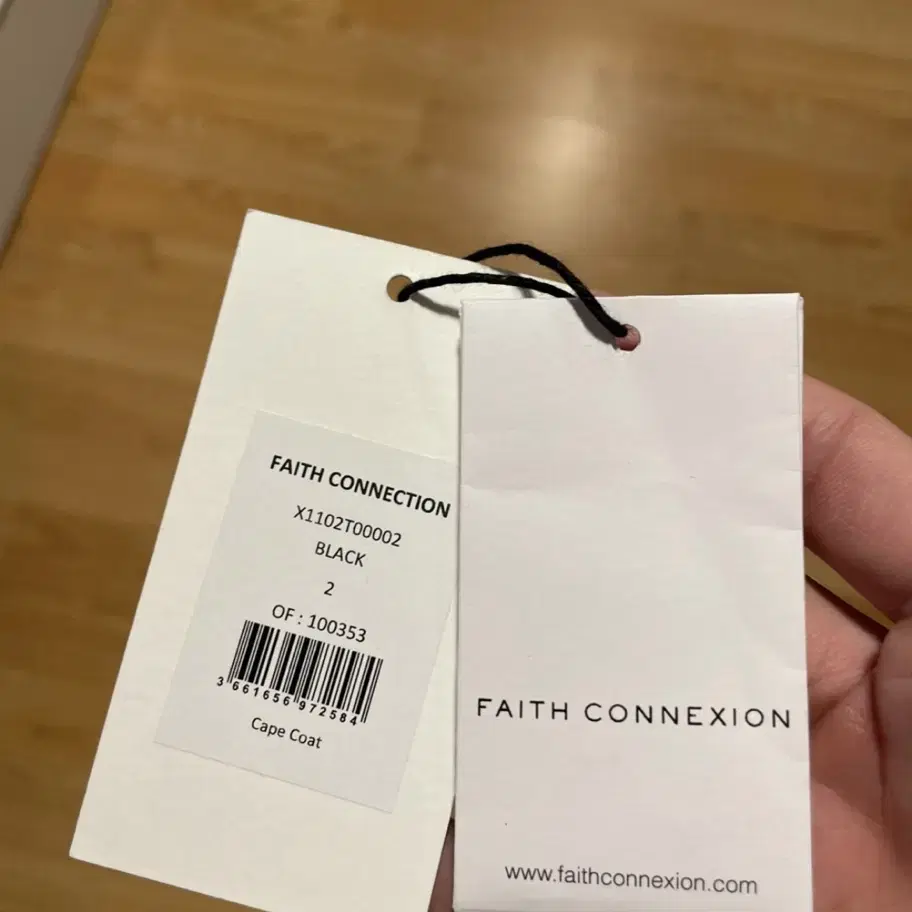 FAITH CONNECTION
X1102T00002
BLACK
2
OF : 100353
3 661656 972584
Cape Coat
FAITH CONNEXION
www.faithconnexion.com